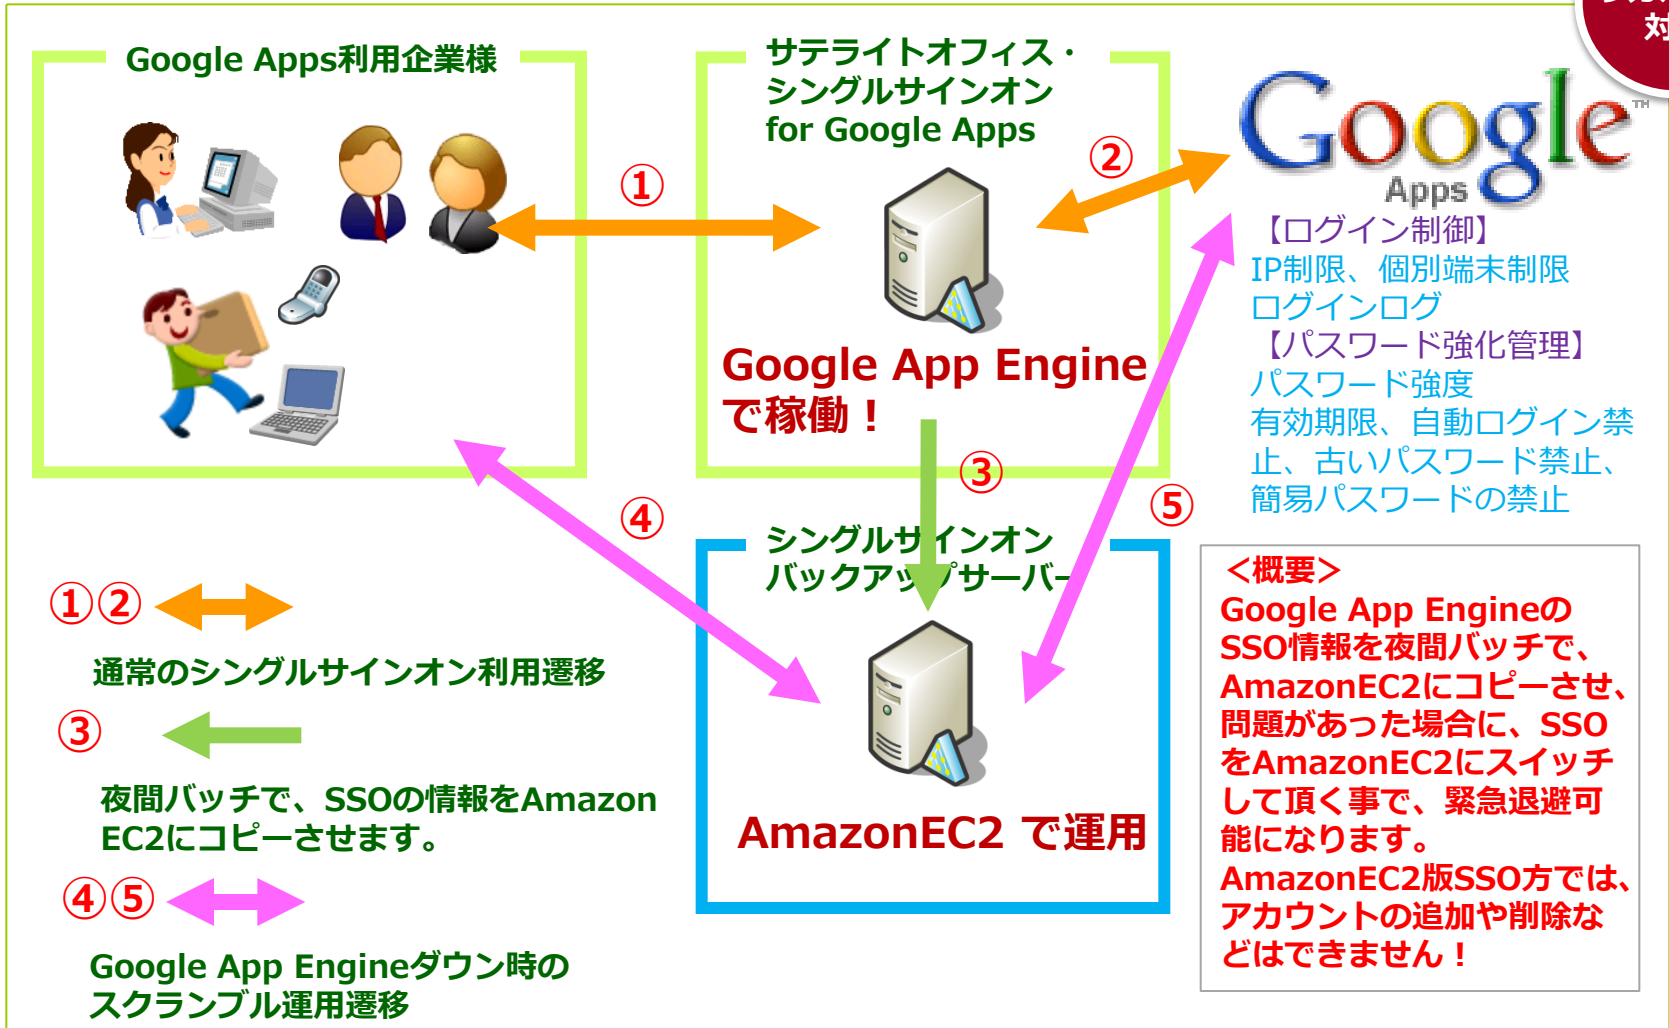 Google Apps利用企業様
サテライトオフィス・
シングルサインオン
for Google Apps
対
①
②
Google
TM
Apps
【ログイン制御】
IP制限、個別端末制限
ログインログ
【パスワード強化管理】
パスワード強度
有効期限、自動ログイン禁
止、古いパスワード禁止、
簡易パスワードの禁止
Google App Engine
で稼働！
③
④
⑤
シングルサインオン
バックアップサーバー
AmazonEC2 で運用
①②
通常のシングルサインオン利用遷移
③
夜間バッチで、SSOの情報をAmazon
EC2にコピーさせます。
④⑤
Google App Engineダウン時の
スクランブル運用遷移
＜概要＞
Google App Engineの
SSO情報を夜間バッチで、
AmazonEC2にコピーさせ、
問題があった場合に、SSO
をAmazonEC2にスイッチ
して頂く事で、緊急退避可
能になります。
AmazonEC2版SSO方では、
アカウントの追加や削除な
どはできません！